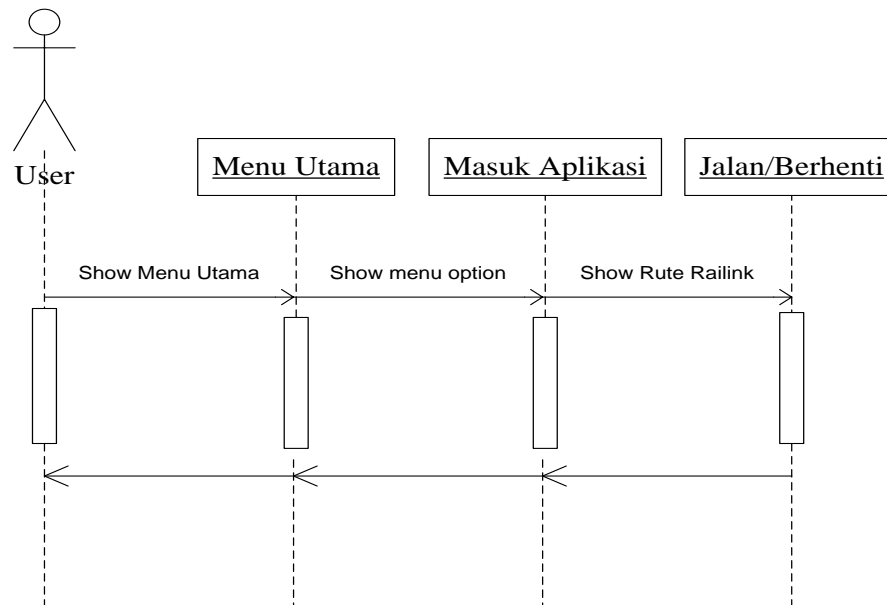 User
Menu Utama
Masuk Aplikasi
Jalan/Berhenti
Show Menu Utama
Show menu option
Show Rute Railink